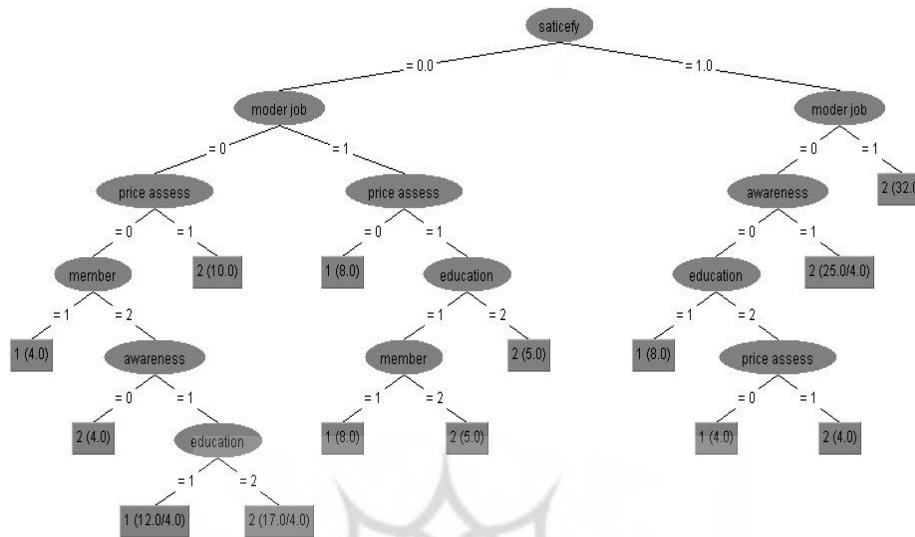 saticefy
= 0.0 = 1.0
moder job moder job
= 0 = 1 = 0 = 1
price assess price assess awareness 2 (32.0
= 0 = 1 = 0 = 1 = 0 = 1
member 2 (10.0) 1 (8.0) education education 2 (25.0/4.0)
= 1 = 2 = 1 = 2 = 1 = 2
1 (4.0) awareness member 2 (5.0) 1 (8.0) price assess
= 0 = 1 = 1 = 2 = 0 = 1
2 (4.0) education 1 (8.0) 2 (5.0) 1 (4.0) 2 (4.0)
= 1 = 2
1 (12.0/4.0) 2 (17.0/4.0)